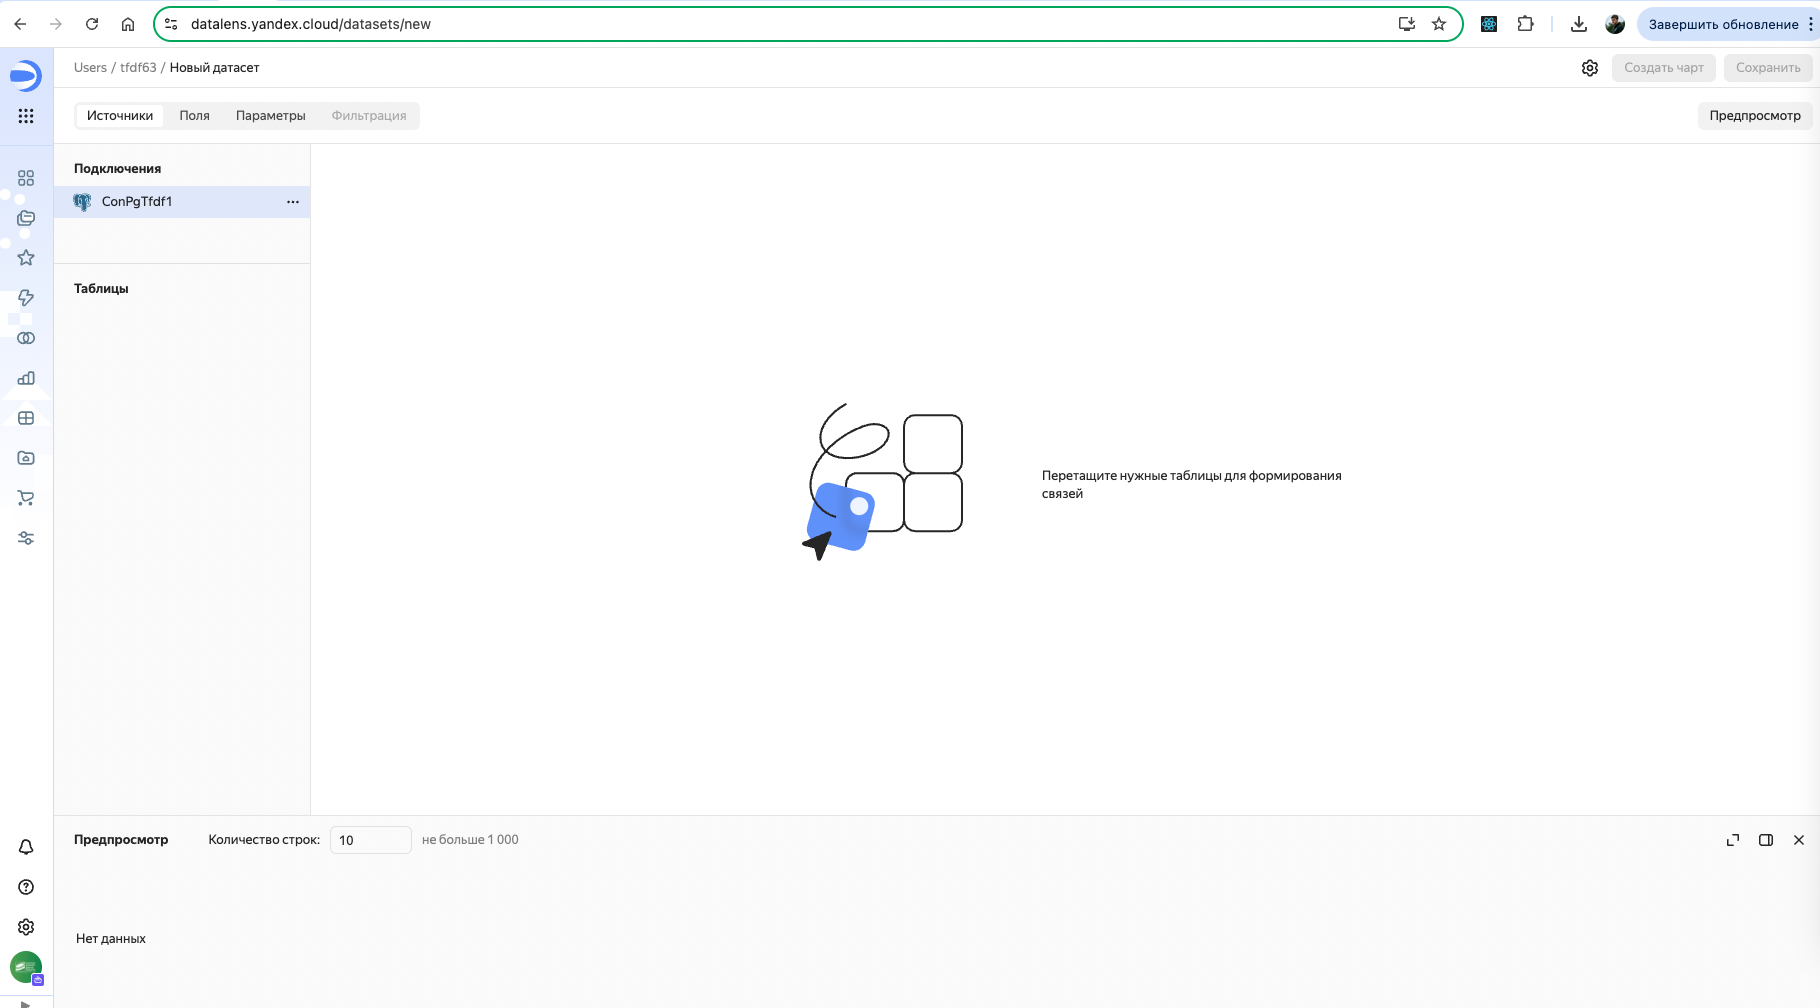 datalens.yandex.cloud/datasets/new
Завершить обновление
Users / tfdf63 / Новый датасет
Создать чарт
Сохранить
Источники
Поля
Параметры
Фильтрация
Предпросмотр
Подключения
ConPgTfdf1
Таблицы
Перетащите нужные таблицы для формирования
связей
Предпросмотр
Количество строк:
10
не больше 1 000
Нет данных